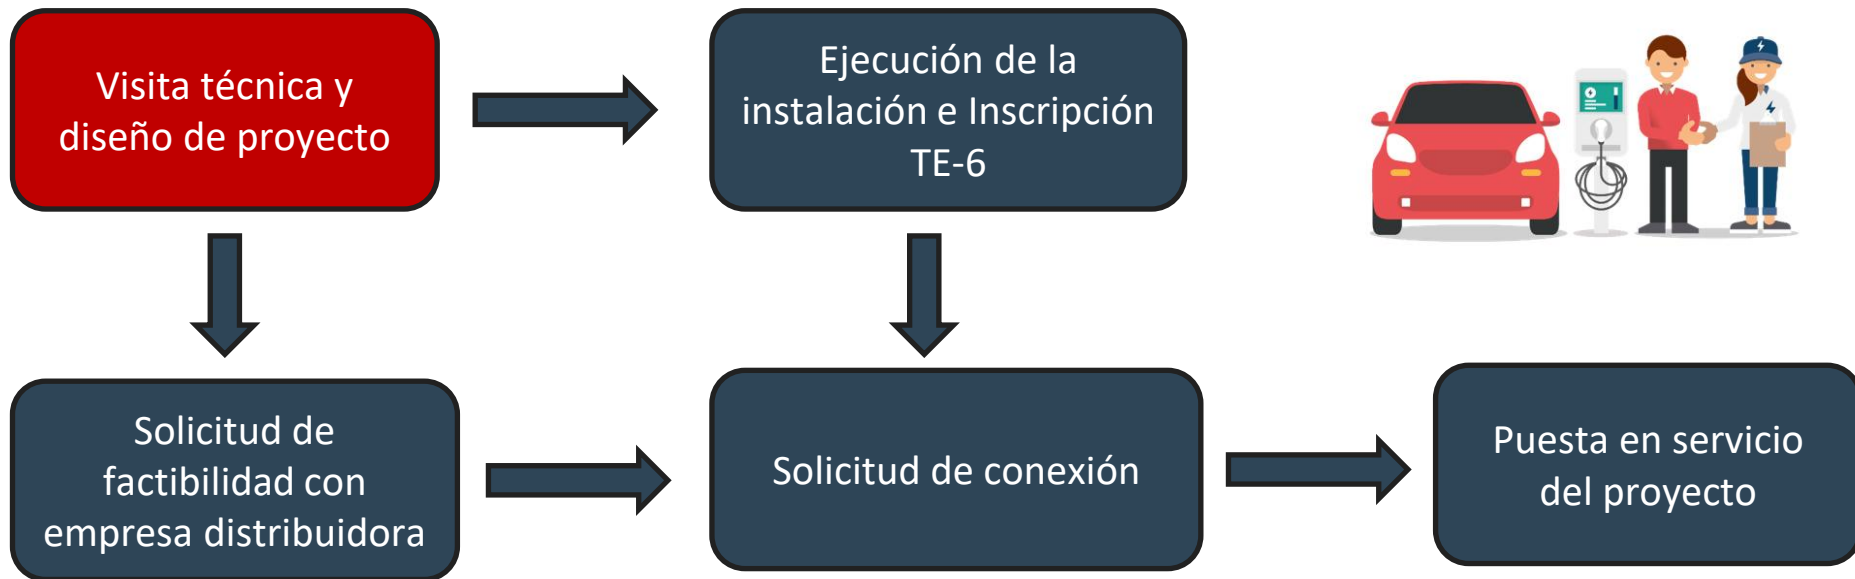 Visita técnica y
diseño de proyecto
Ejecución de la
instalación e Inscripción
TE-6
Solicitud de
factibilidad con
empresa distribuidora
Solicitud de conexión
Puesta en servicio
del proyecto